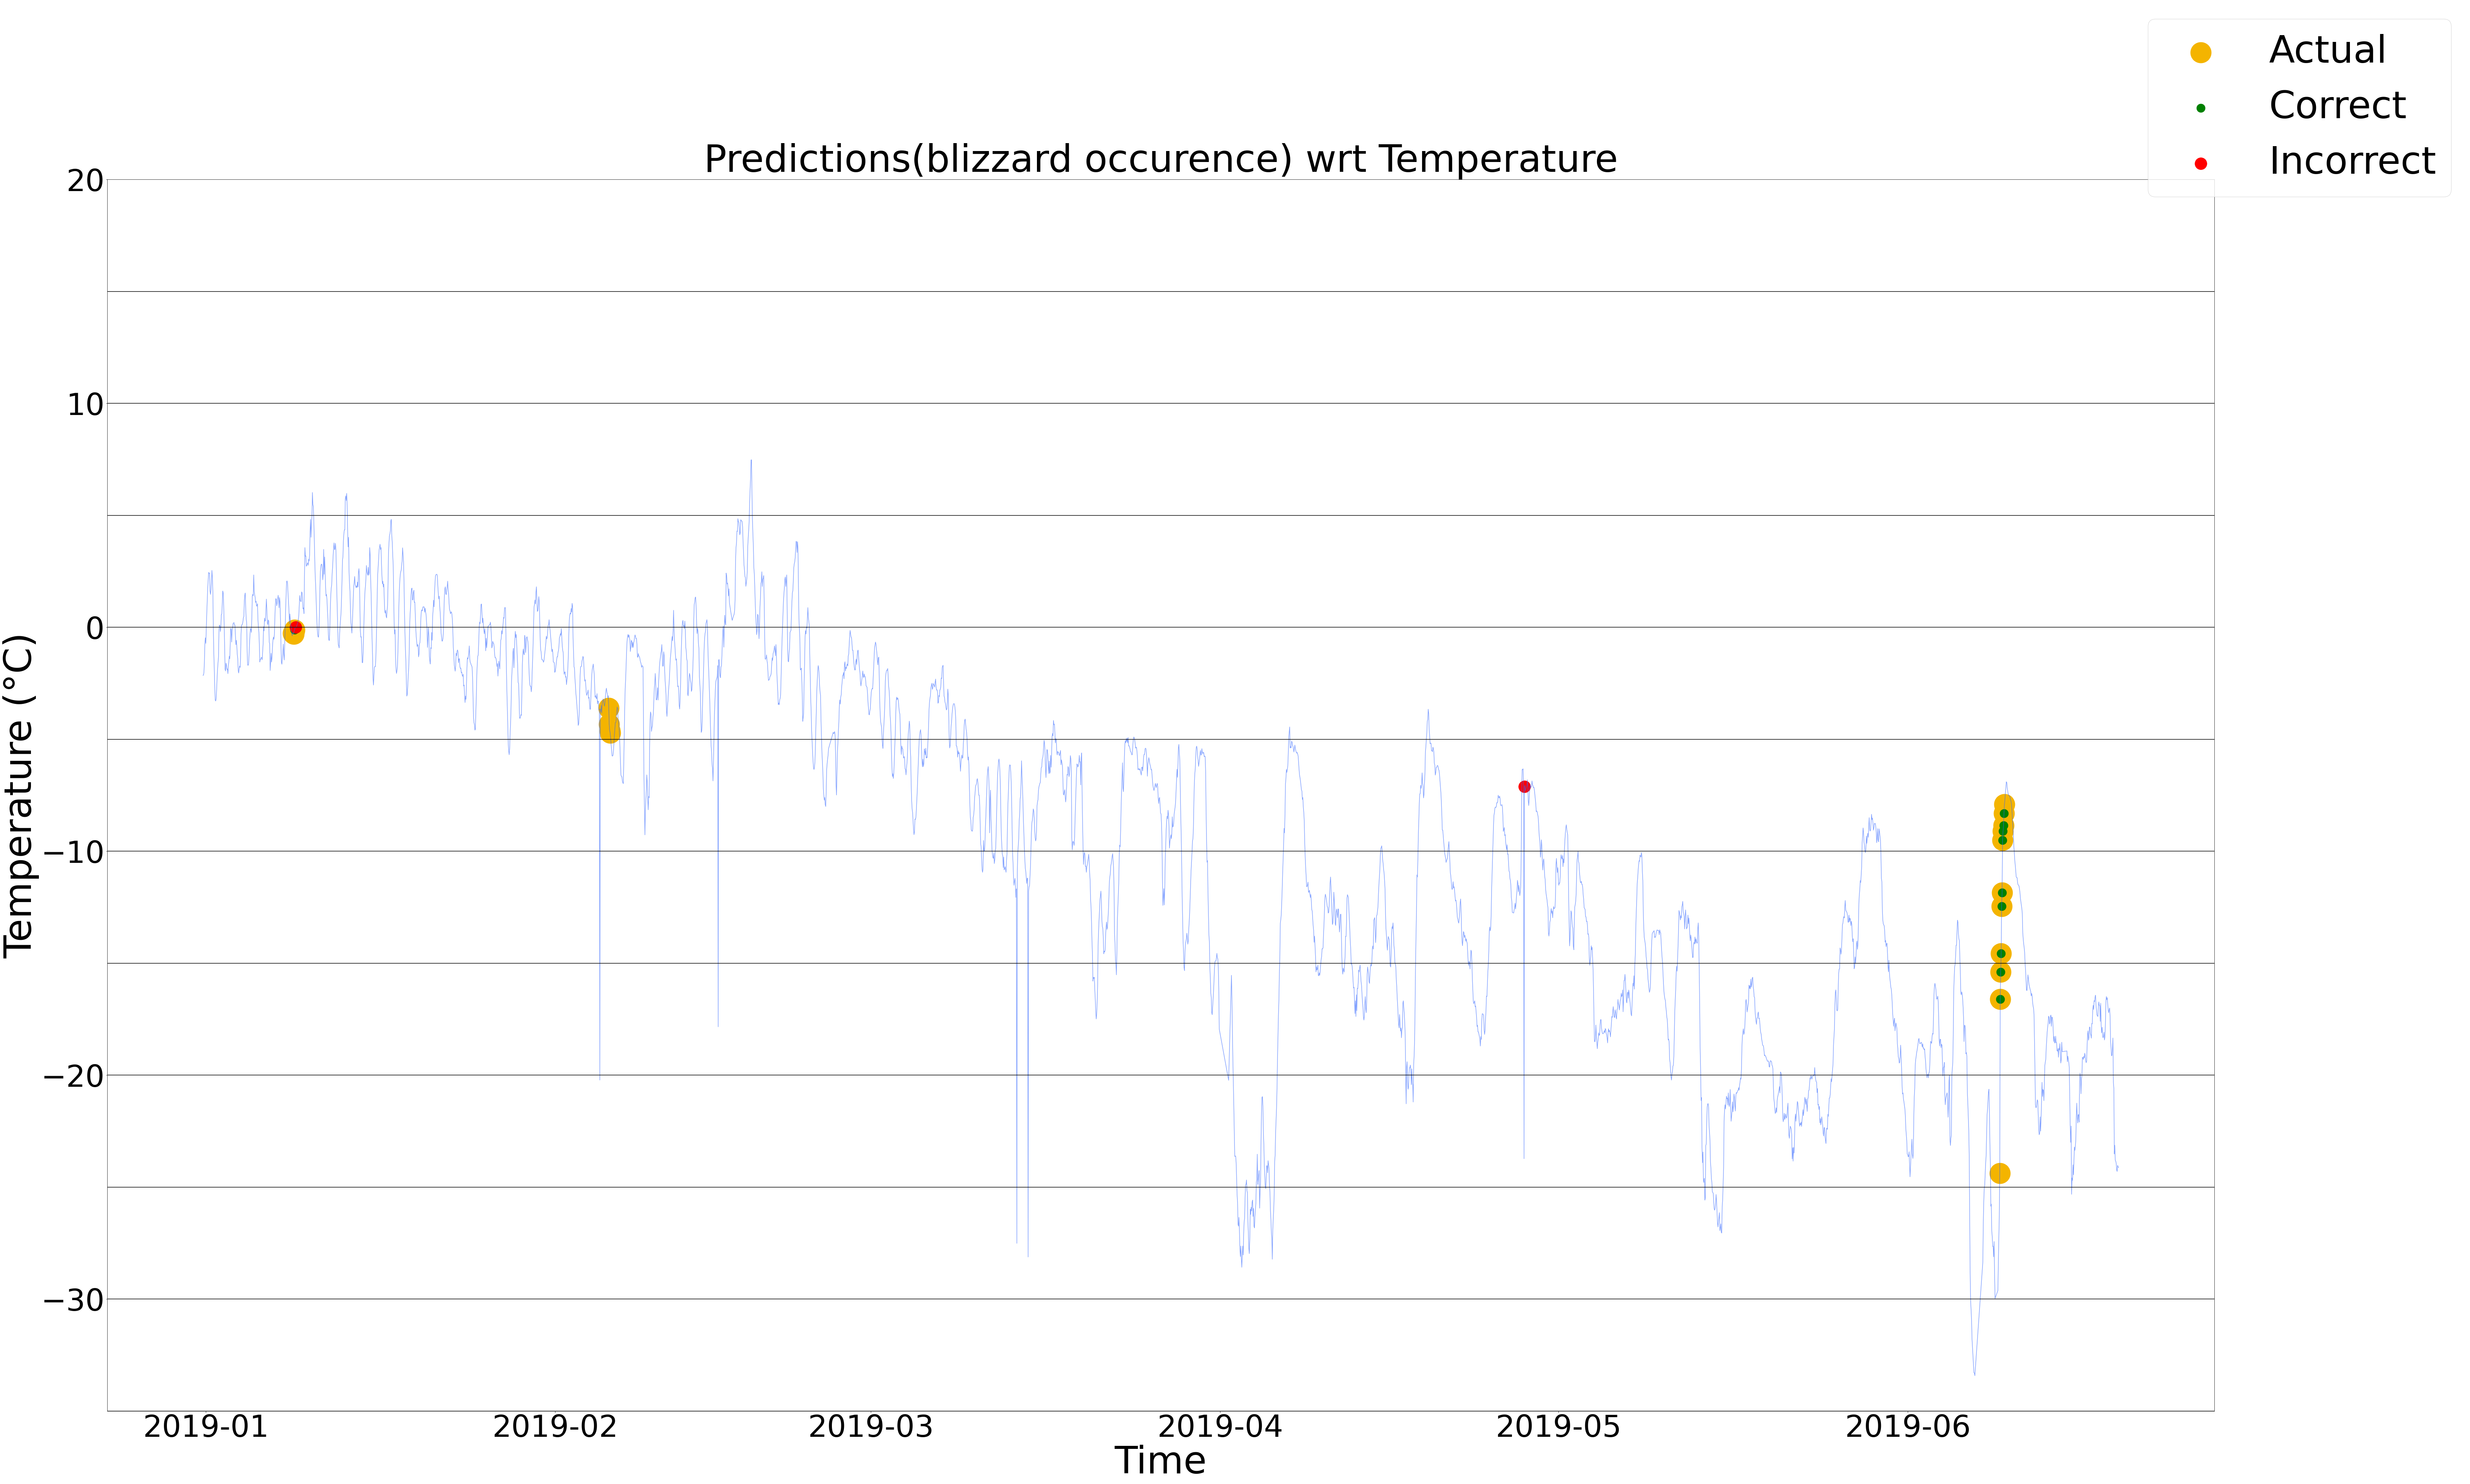 Actual
Correct
Incorrect
Predictions(blizzard occurence) wrt Temperature
20
10
0
−10
−20
−30
Temperature (°C)
2019-01 2019-02 2019-03 2019-04 2019-05 2019-06
Time